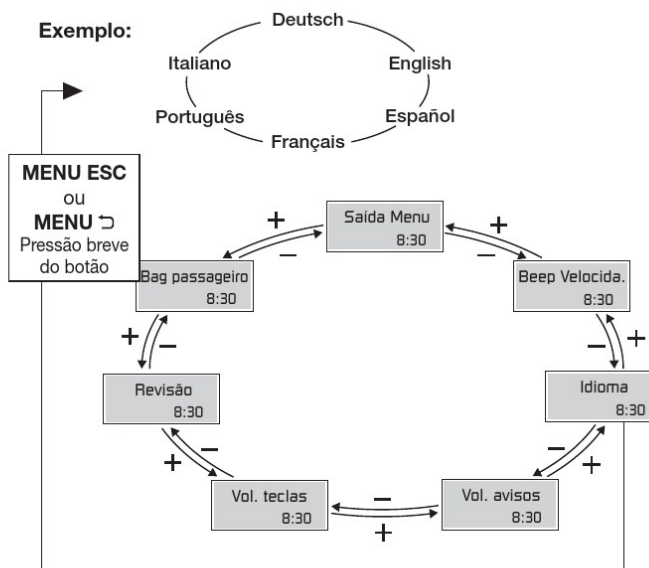 Exemplo:
Deutsch
Italiano
English
Português
Español
Français
MENU ESC
ou
MENU ⮌
Pressão breve
do botão
+
Saída Menu
8:30
+
–
–
Bag passageiro
8:30
Beep Velocida.
8:30
+
–
–
+
Revisão
8:30
Idioma
8:30
–
+
–
+
Vol. teclas
8:30
–
+
Vol. avisos
8:30